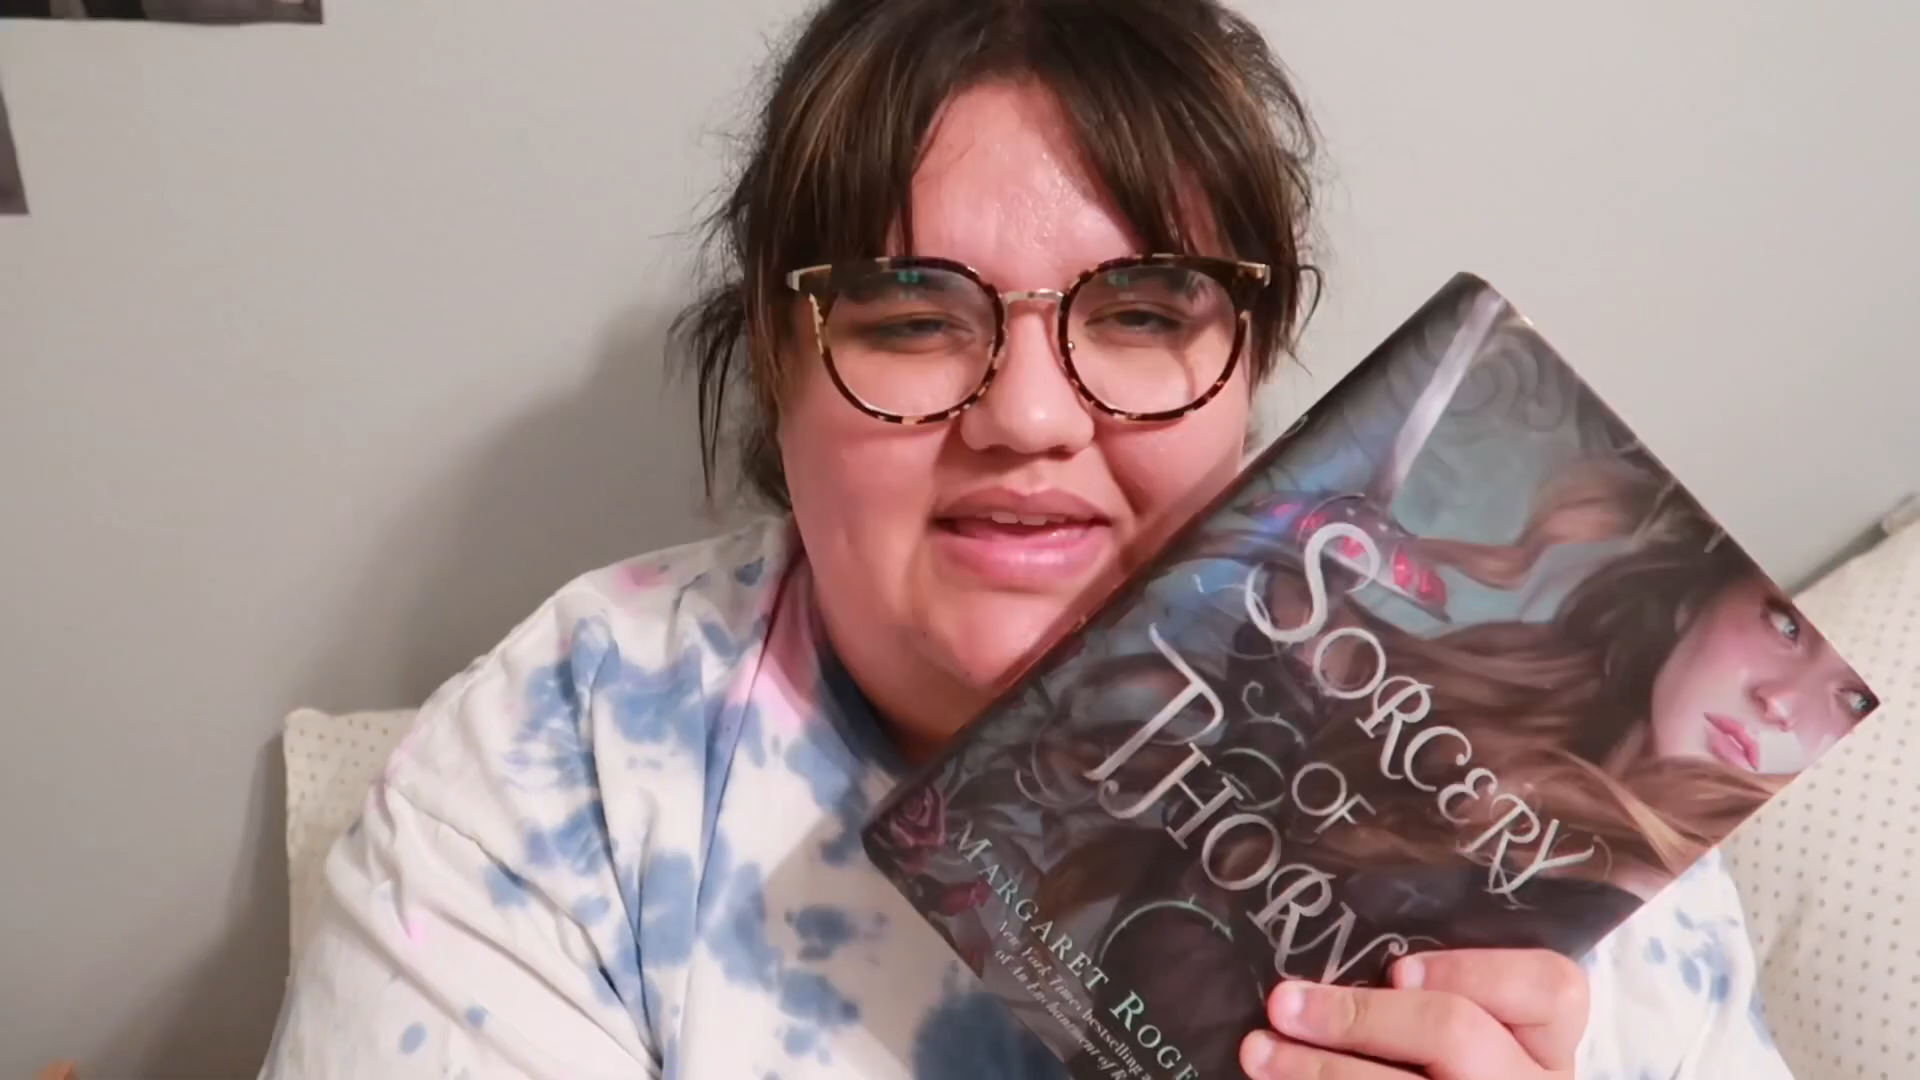 SORCERY
OF
THORN
MARGARET ROGE
New York Times bestselling a
of An Enchantment of R